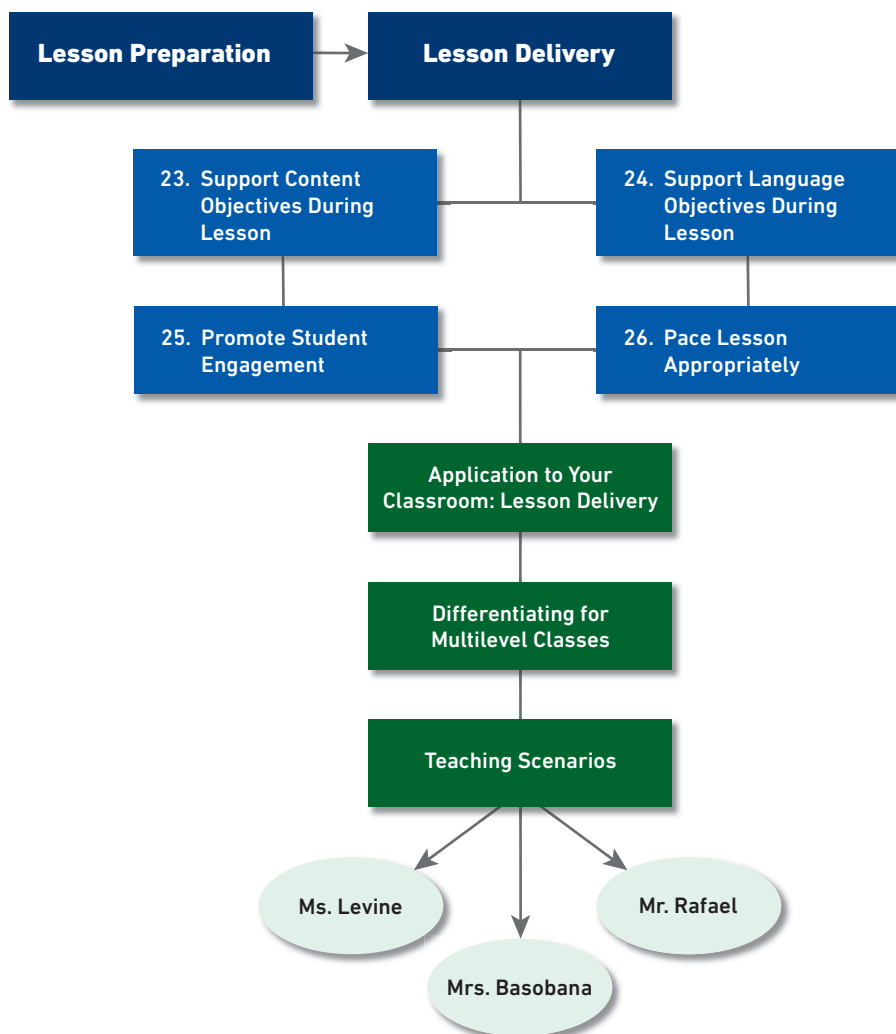 Lesson Preparation
Lesson Delivery
23. Support Content
Objectives During
Lesson
24. Support Language
Objectives During
Lesson
25. Promote Student
Engagement
26. Pace Lesson
Appropriately
Application to Your
Classroom: Lesson Delivery
Differentiating for
Multilevel Classes
Teaching Scenarios
Ms. Levine
Mrs. Basobana
Mr. Rafael